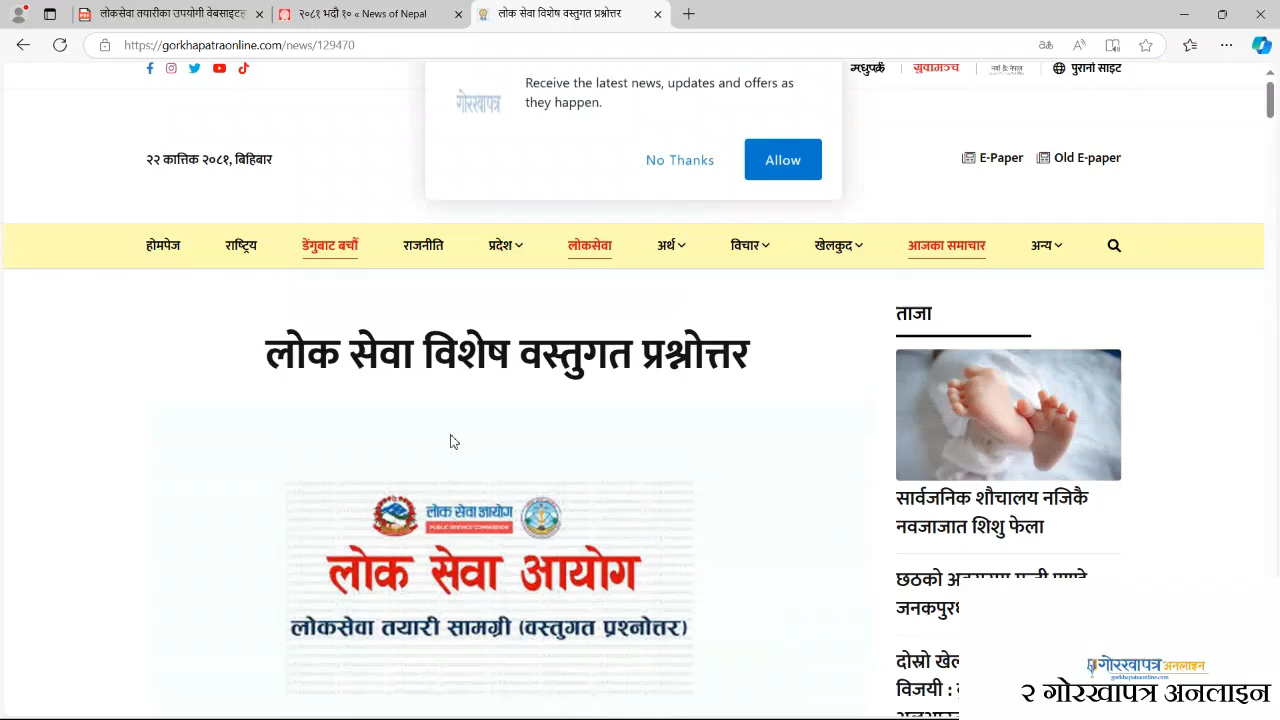 लोकसेवा तयारीका उपयोगी वेबसाइटह
२०८१ भदौ १० « News of Nepal
लोक सेवा विशेष वस्तुगत प्रश्नोत्तर
https://gorkhapatraonline.com/news/129470
मधुपर्क
युवामञ्च
पुरानो साइट
Receive the latest news, updates and offers as
they happen.
गोरखापत्र
No Thanks
Allow
२२ कात्तिक २०८१, बिहिबार
E-Paper
Old E-paper
होमपेज
राष्ट्रिय
डेंगुबाट बचौँ
राजनीति
प्रदेश
लोकसेवा
अर्थ
विचार
खेलकुद
आजका समाचार
अन्य
लोक सेवा विशेष वस्तुगत प्रश्नोत्तर
ताजा
लोक सेवा आयोग
PUBLIC SERVICE COMMISSION
लोक सेवा आयोग
लोकसेवा तयारी सामग्री (वस्तुगत प्रश्नोत्तर)
सार्वजनिक शौचालय नजिकै
नवजाजात शिशु फेला
छठको
दोस्रो खेल
विजयी :
गोरखापत्र अनलाइन
gorkhapatraonline.com
२ गोरखापत्र अनलाइन